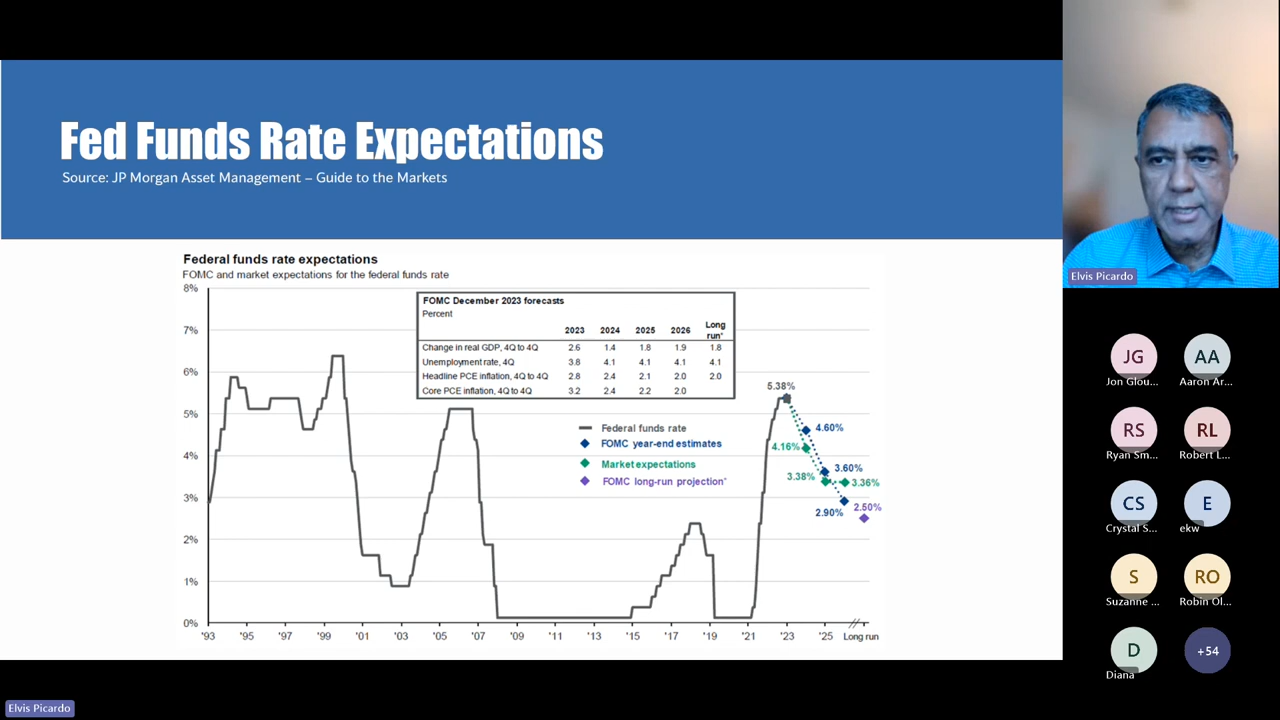 Fed Funds Rate Expectations
Source: JP Morgan Asset Management – Guide to the Markets
Federal funds rate expectations
FOMC and market expectations for the federal funds rate
8%
7%
6%
5%
4%
3%
2%
1%
0%
FOMC December 2023 forecasts
Percent
2023 2024 2025 2026 Long run*
Change in real GDP, 4Q to 4Q 2.6 1.4 1.8 1.9 1.8
Unemployment rate, 4Q 3.8 4.1 4.1 4.1 4.1
Headline PCE inflation, 4Q to 4Q 2.8 2.4 2.1 2.0 2.0
Core PCE inflation, 4Q to 4Q 3.2 2.4 2.2 2.0
Federal funds rate
FOMC year-end estimates
Market expectations
FOMC long-run projection*
5.38%
4.60%
4.16%
3.60%
3.38%
3.36%
2.90%
2.50%
'93 '95 '97 '99 '01 '03 '05 '07 '09 '11 '13 '15 '17 '19 '21 '23 '25 Long run
Elvis Picardo
JG AA
Jon Glou... Aaron Ar...
RS RL
Ryan Sm... Robert L...
CS E
Crystal S... ekw
S RO
Suzanne ... Robin Ol...
D +54
Diana
Elvis Picardo